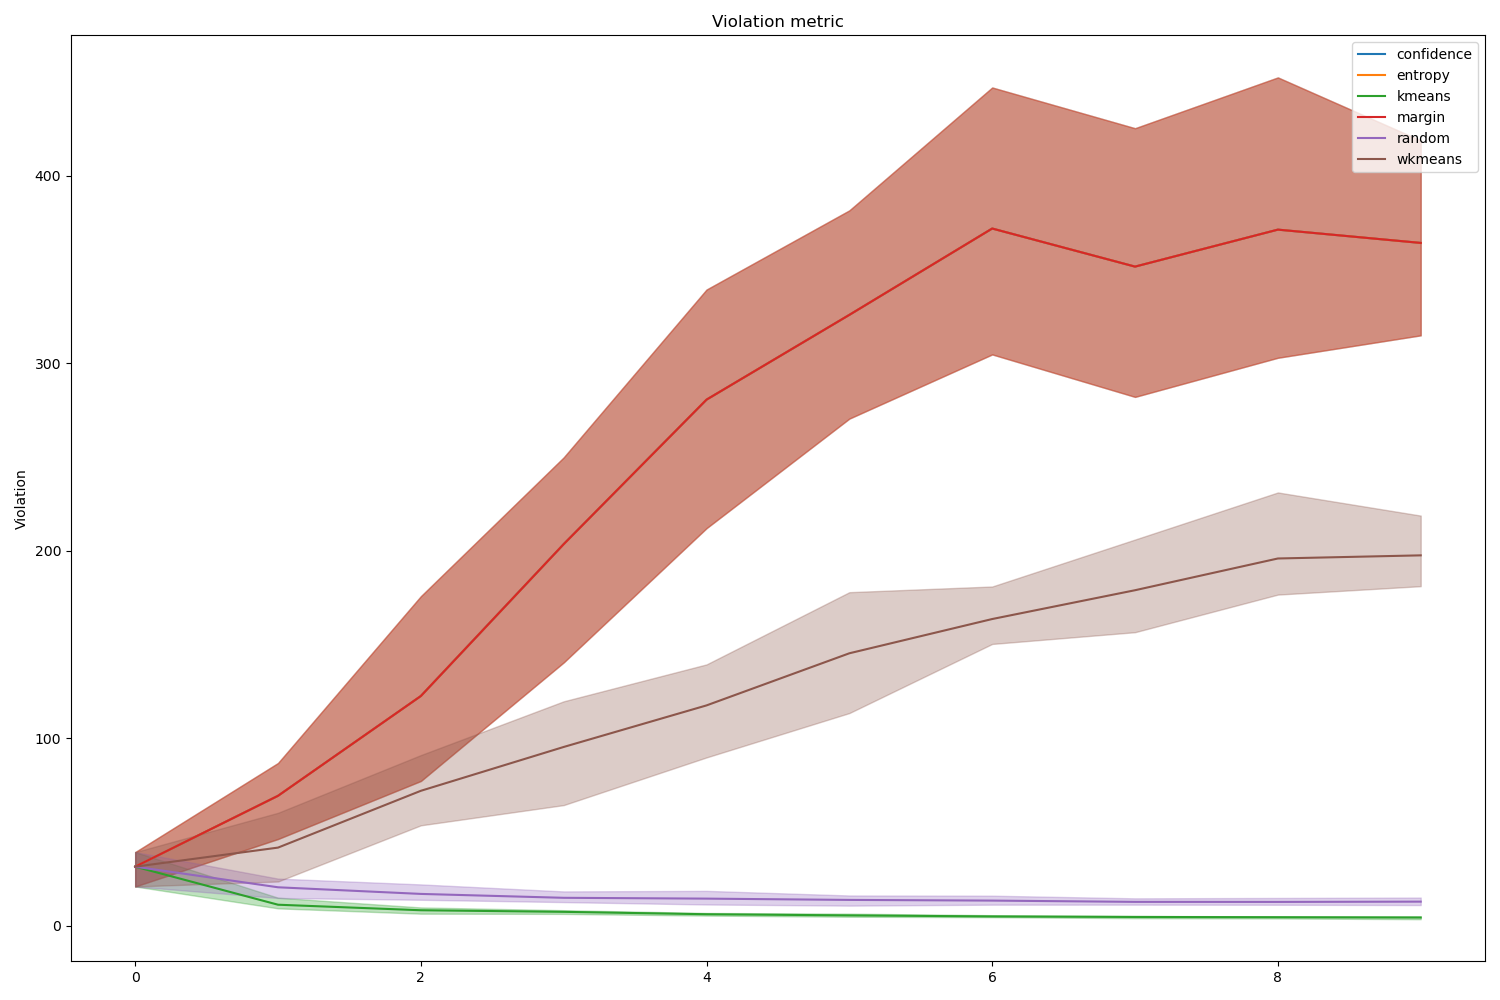 Violation metric
confidence
entropy
kmeans
margin
random
wkmeans
Violation
400
300
200
100
0
0 2 4 6 8